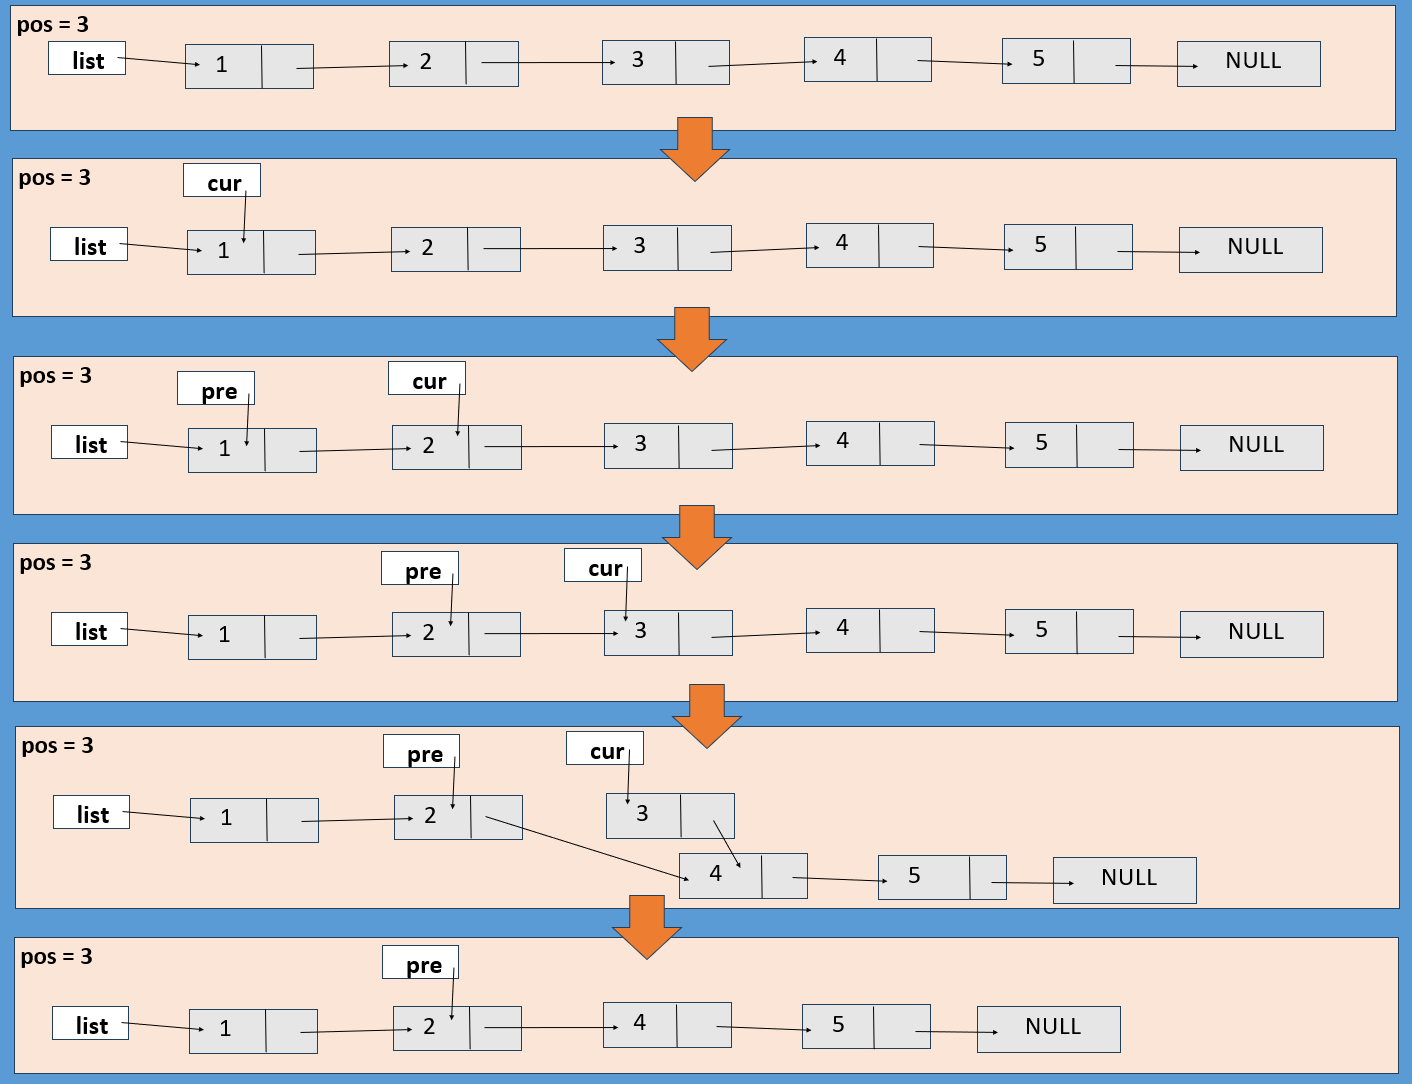 pos = 3
list 1 2 3 4 5 NULL
pos = 3
cur
list 1 2 3 4 5 NULL
pos = 3
pre cur
list 1 2 3 4 5 NULL
pos = 3
pre cur
list 1 2 3 4 5 NULL
pos = 3
pre cur
list 1 2 3
4 5 NULL
pos = 3
pre
list 1 2 4 5 NULL